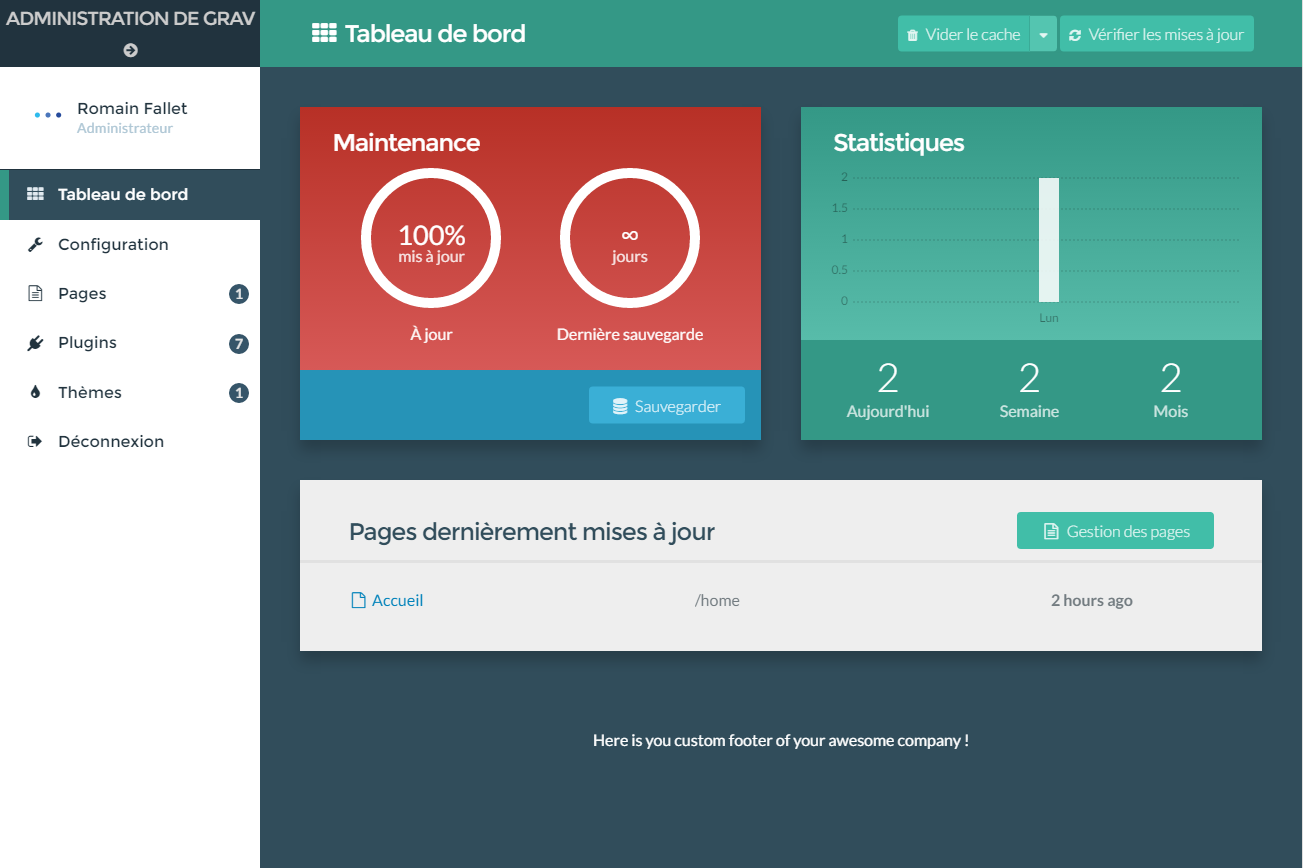 ADMINISTRATION DE GRAV
Romain Fallet
Administrateur
Tableau de bord
Configuration
Pages 1
Plugins 7
Thèmes 1
Déconnexion
Tableau de bord
Vider le cache
Vérifier les mises à jour
Maintenance
100%
mis à jour
À jour
∞
jours
Dernière sauvegarde
Sauvegarder
Statistiques
2
1.5
1
0.5
0
Lun
2
Aujourd'hui
2
Semaine
2
Mois
Pages dernièrement mises à jour
Gestion des pages
Accueil /home 2 hours ago
Here is you custom footer of your awesome company !